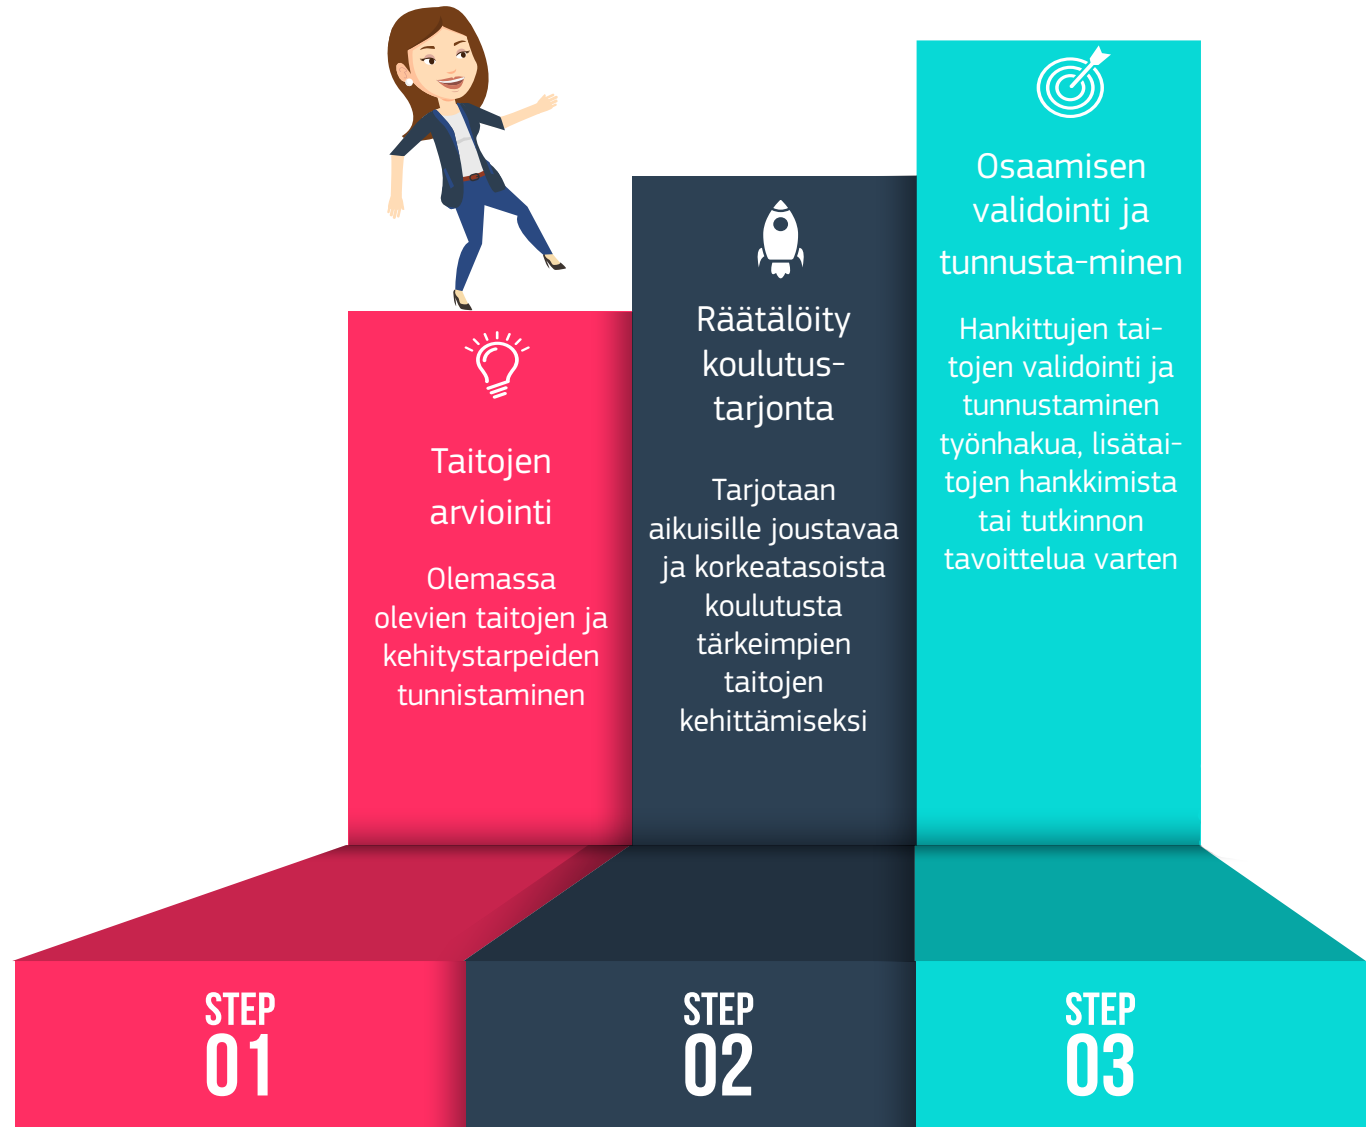 Taitojen
arviointi
Olemassa
olevien taitojen ja
kehitystarpeiden
tunnistaminen
Räätälöity
koulutus-
tarjonta
Tarjotaan
aikuisille joustavaa
ja korkeatasoista
koulutusta
tärkeimpien
taitojen
kehittämiseksi
Osaamisen
validointi ja
tunnusta-minen
Hankittujen tai-
tojen validointi ja
tunnustaminen
työnhakua, lisätai-
tojen hankkimista
tai tutkinnon
tavoittelua varten
STEP
01
STEP
02
STEP
03